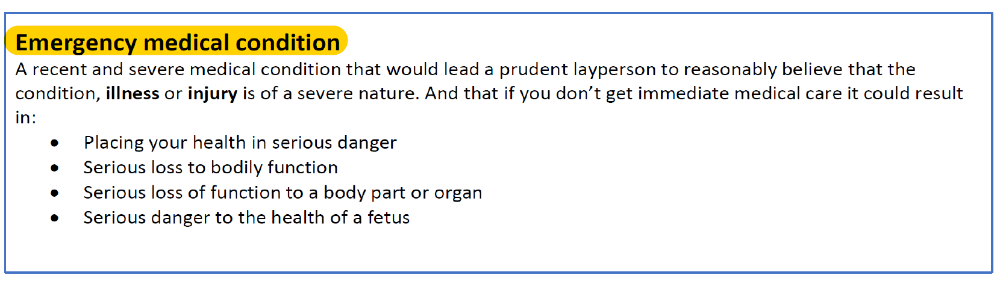 Emergency medical condition
A recent and severe medical condition that would lead a prudent layperson to reasonably believe that the
condition, illness or injury is of a severe nature. And that if you don’t get immediate medical care it could result
in:
• Placing your health in serious danger
• Serious loss to bodily function
• Serious loss of function to a body part or organ
• Serious danger to the health of a fetus